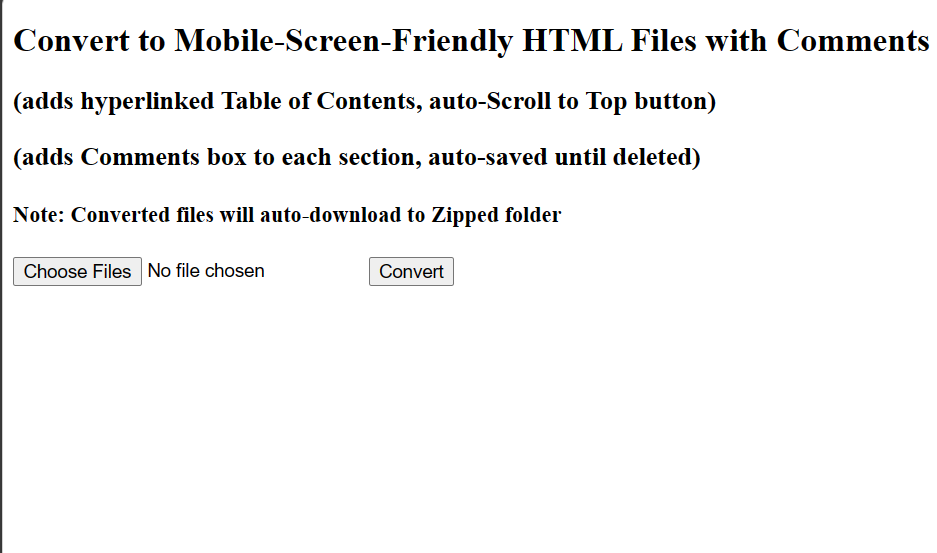 Convert to Mobile-Screen-Friendly HTML Files with Comments
(adds hyperlinked Table of Contents, auto-Scroll to Top button)
(adds Comments box to each section, auto-saved until deleted)
Note: Converted files will auto-download to Zipped folder
Choose Files No file chosen Convert